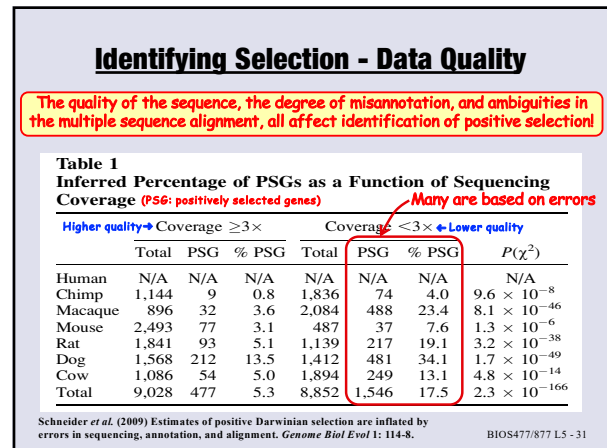 Identifying Selection - Data Quality
The quality of the sequence, the degree of misannotation, and ambiguities in
the multiple sequence alignment, all affect identification of positive selection!
Table 1
Inferred Percentage of PSGs as a Function of Sequencing
Coverage (PSG: positively selected genes) Many are based on errors
Higher quality→ Coverage ≥3× Coverage <3× ←Lower quality
Total PSG % PSG Total PSG % PSG P(χ²)
Human N/A N/A N/A N/A N/A N/A N/A
Chimp 1,144 9 0.8 1,836 74 4.0 9.6 × 10⁻⁸
Macaque 896 32 3.6 2,084 488 23.4 8.1 × 10⁻⁴⁶
Mouse 2,493 77 3.1 487 37 7.6 1.3 × 10⁻⁶
Rat 1,841 93 5.1 1,139 217 19.1 3.2 × 10⁻³⁸
Dog 1,568 212 13.5 1,412 481 34.1 1.7 × 10⁻⁴⁹
Cow 1,086 54 5.0 1,894 249 13.1 4.8 × 10⁻¹⁴
Total 9,028 477 5.3 8,852 1,546 17.5 2.3 × 10⁻¹⁶⁶
Schneider et al. (2009) Estimates of positive Darwinian selection are inflated by
errors in sequencing, annotation, and alignment. Genome Biol Evol 1: 114-8.
BIOS477/877 L5 - 31